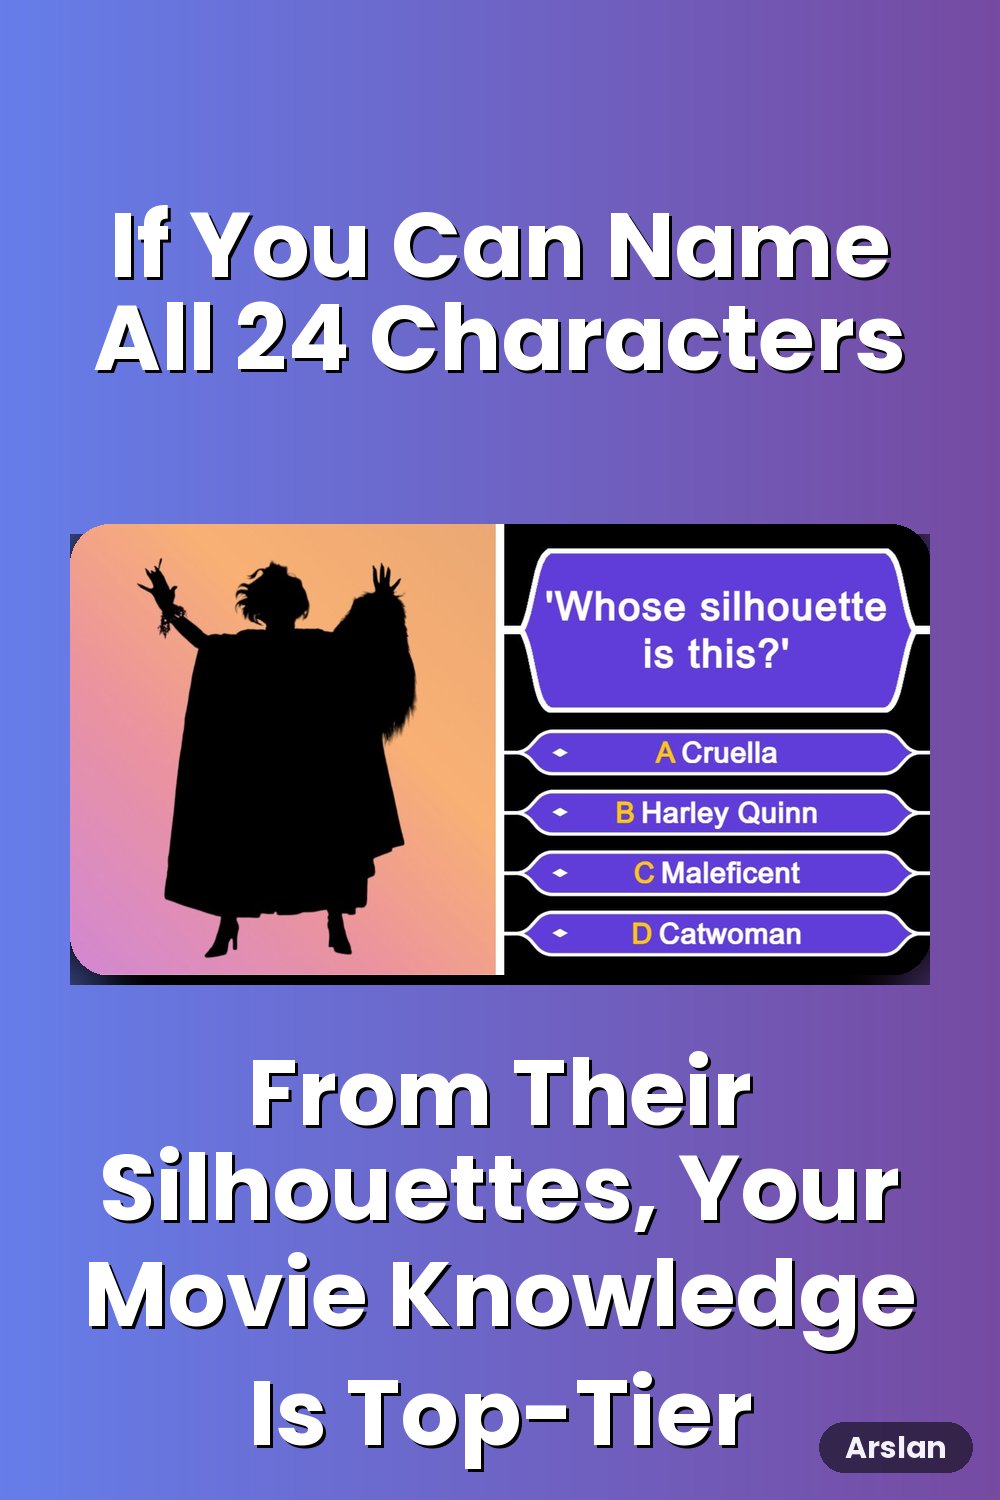 If You Can Name
All 24 Characters
'Whose silhouette
is this?'
A Cruella
B Harley Quinn
C Maleficent
D Catwoman
From Their
Silhouettes, Your
Movie Knowledge
Is Top-Tier
Arslan